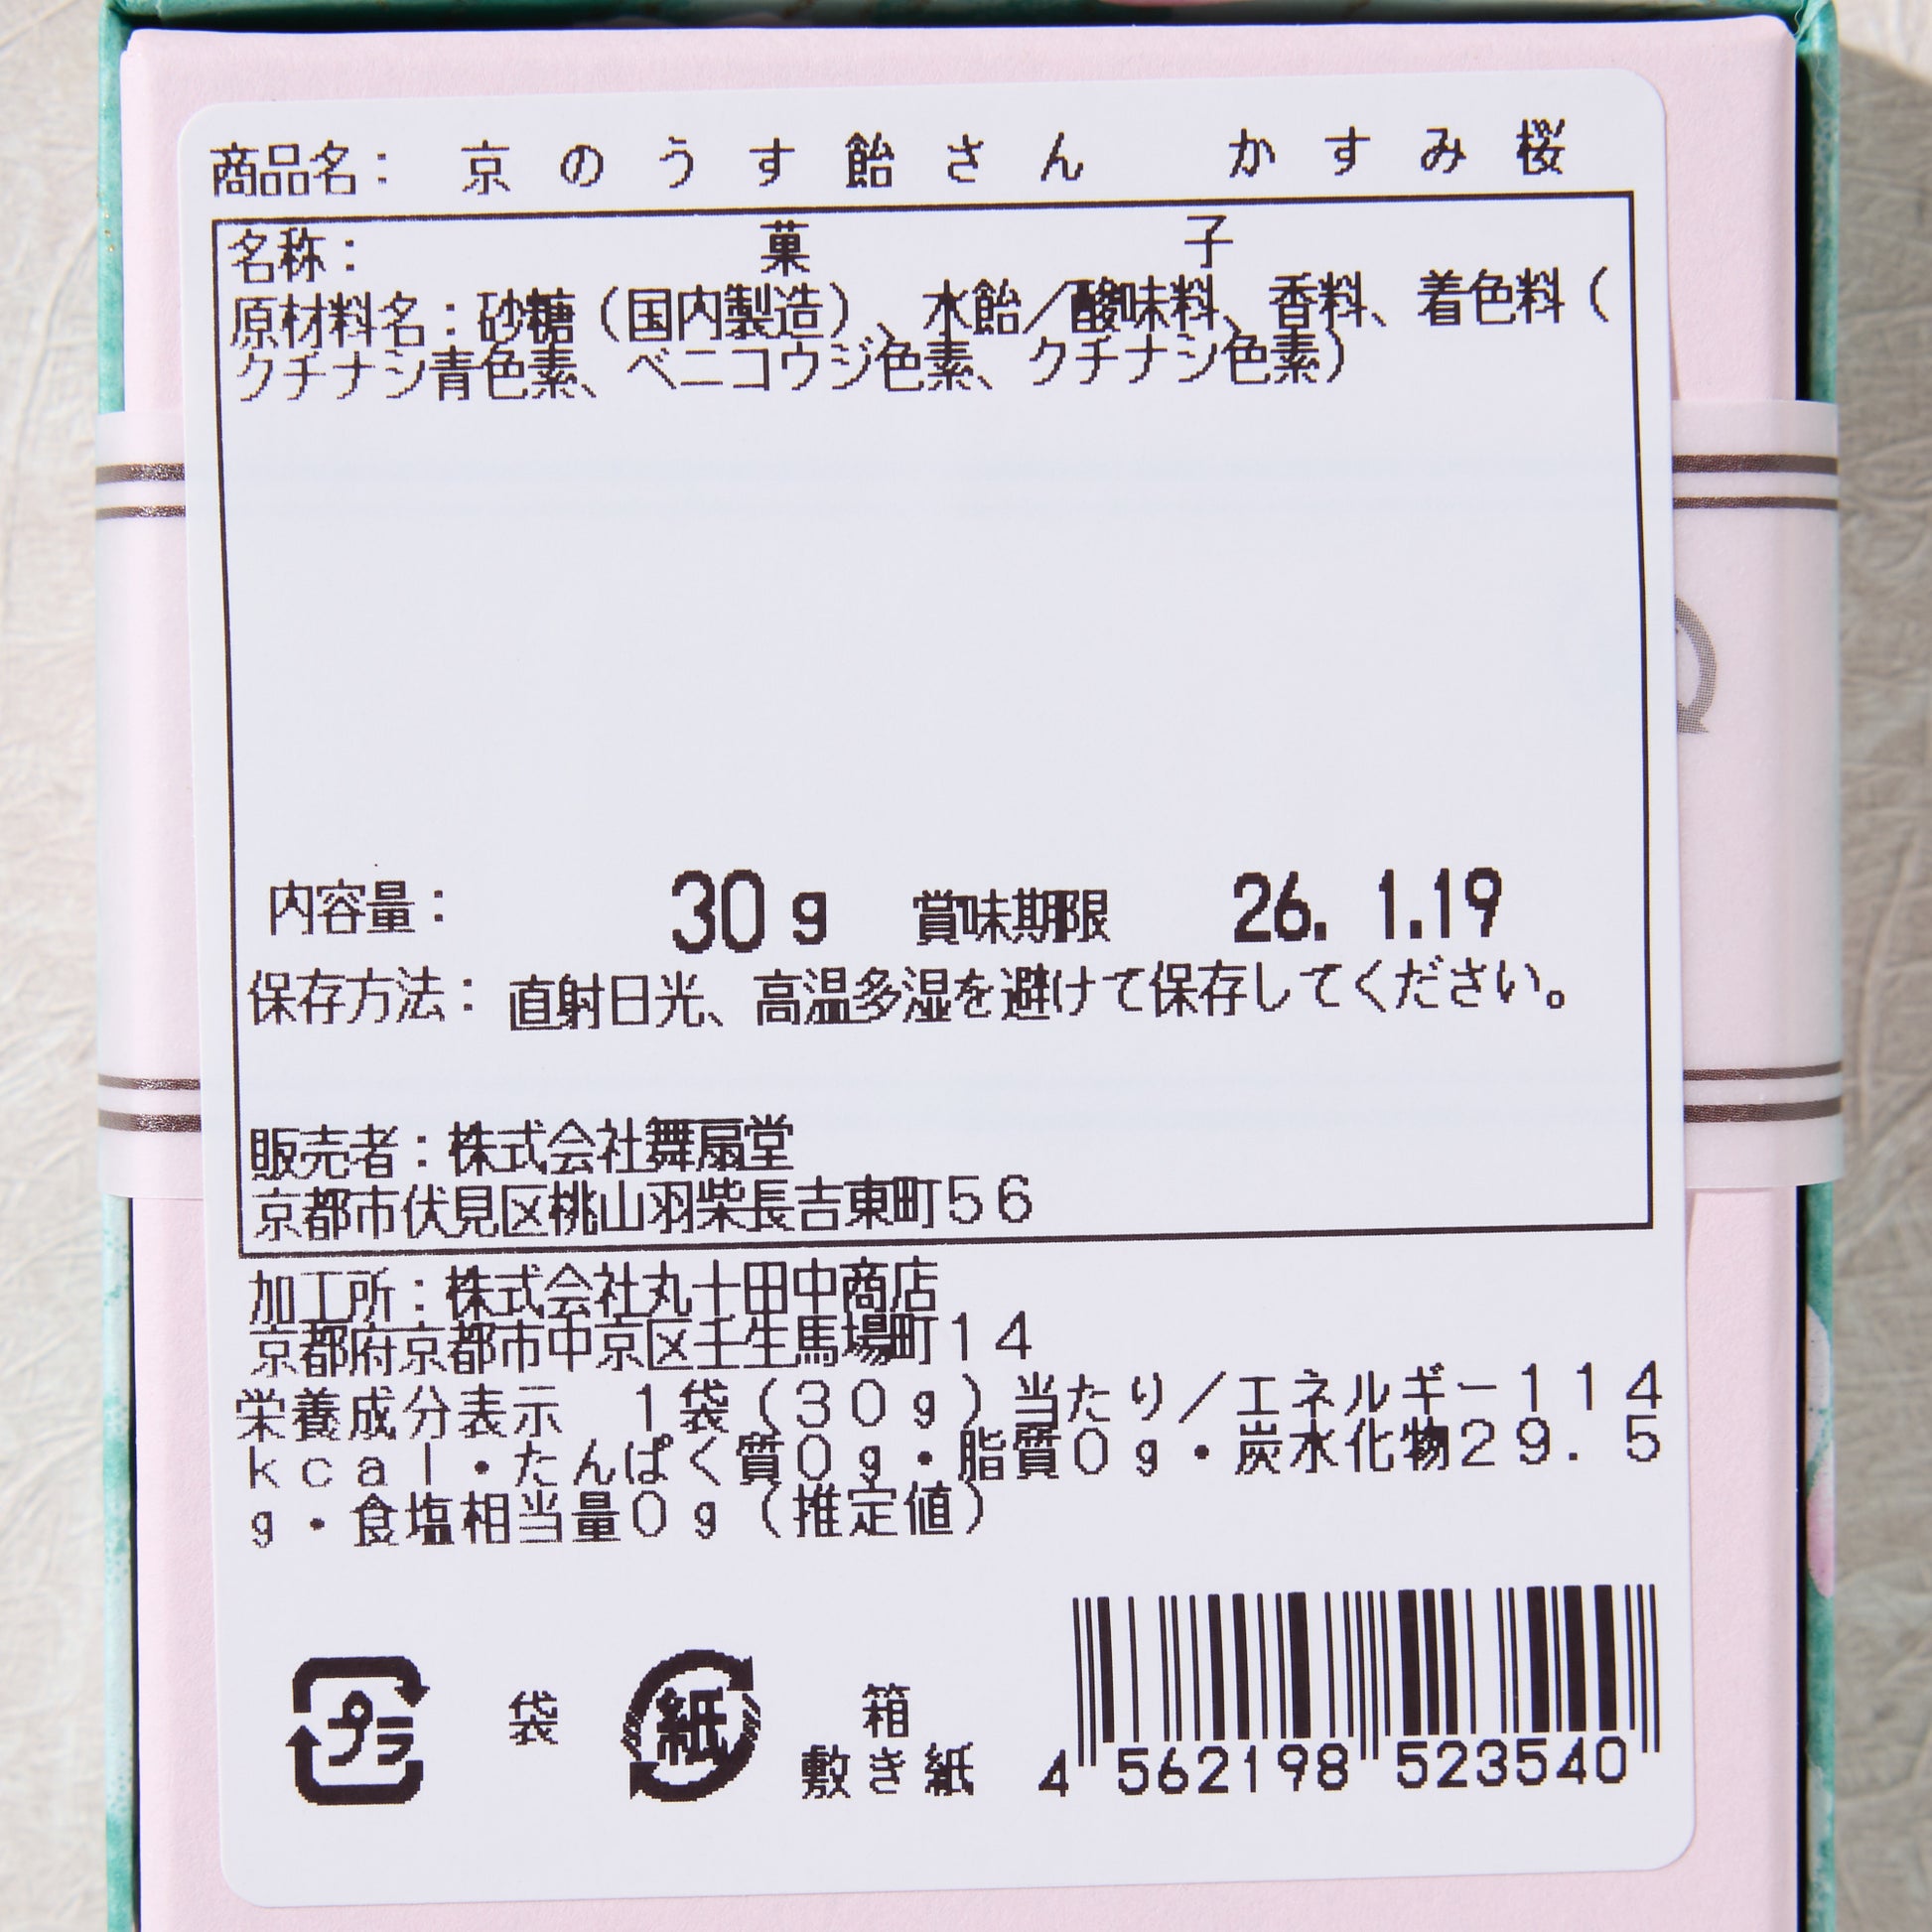 商品名：京のうす飴さん　かすみ桜
名称：菓子
原材料名：砂糖（国内製造）、水飴／酸味料、香料、着色料（
クチナシ青色素、ベニコウジ色素、クチナシ色素）
内容量：30g　賞味期限　26. 1.19
保存方法：直射日光、高温多湿を避けて保存してください。
販売者：株式会社舞扇堂
京都市伏見区桃山羽柴長吉東町５６
加工所：株式会社丸十田中商店
京都府京都市中京区壬生馬場町１４
栄養成分表示　１袋（３０ｇ）当たり／エネルギー１１４
ｋｃａｌ・たんぱく質０ｇ・脂質０ｇ・炭水化物２９．５
ｇ・食塩相当量０ｇ（推定値）
プラ　袋　紙　箱
敷き紙
4 562198 523540